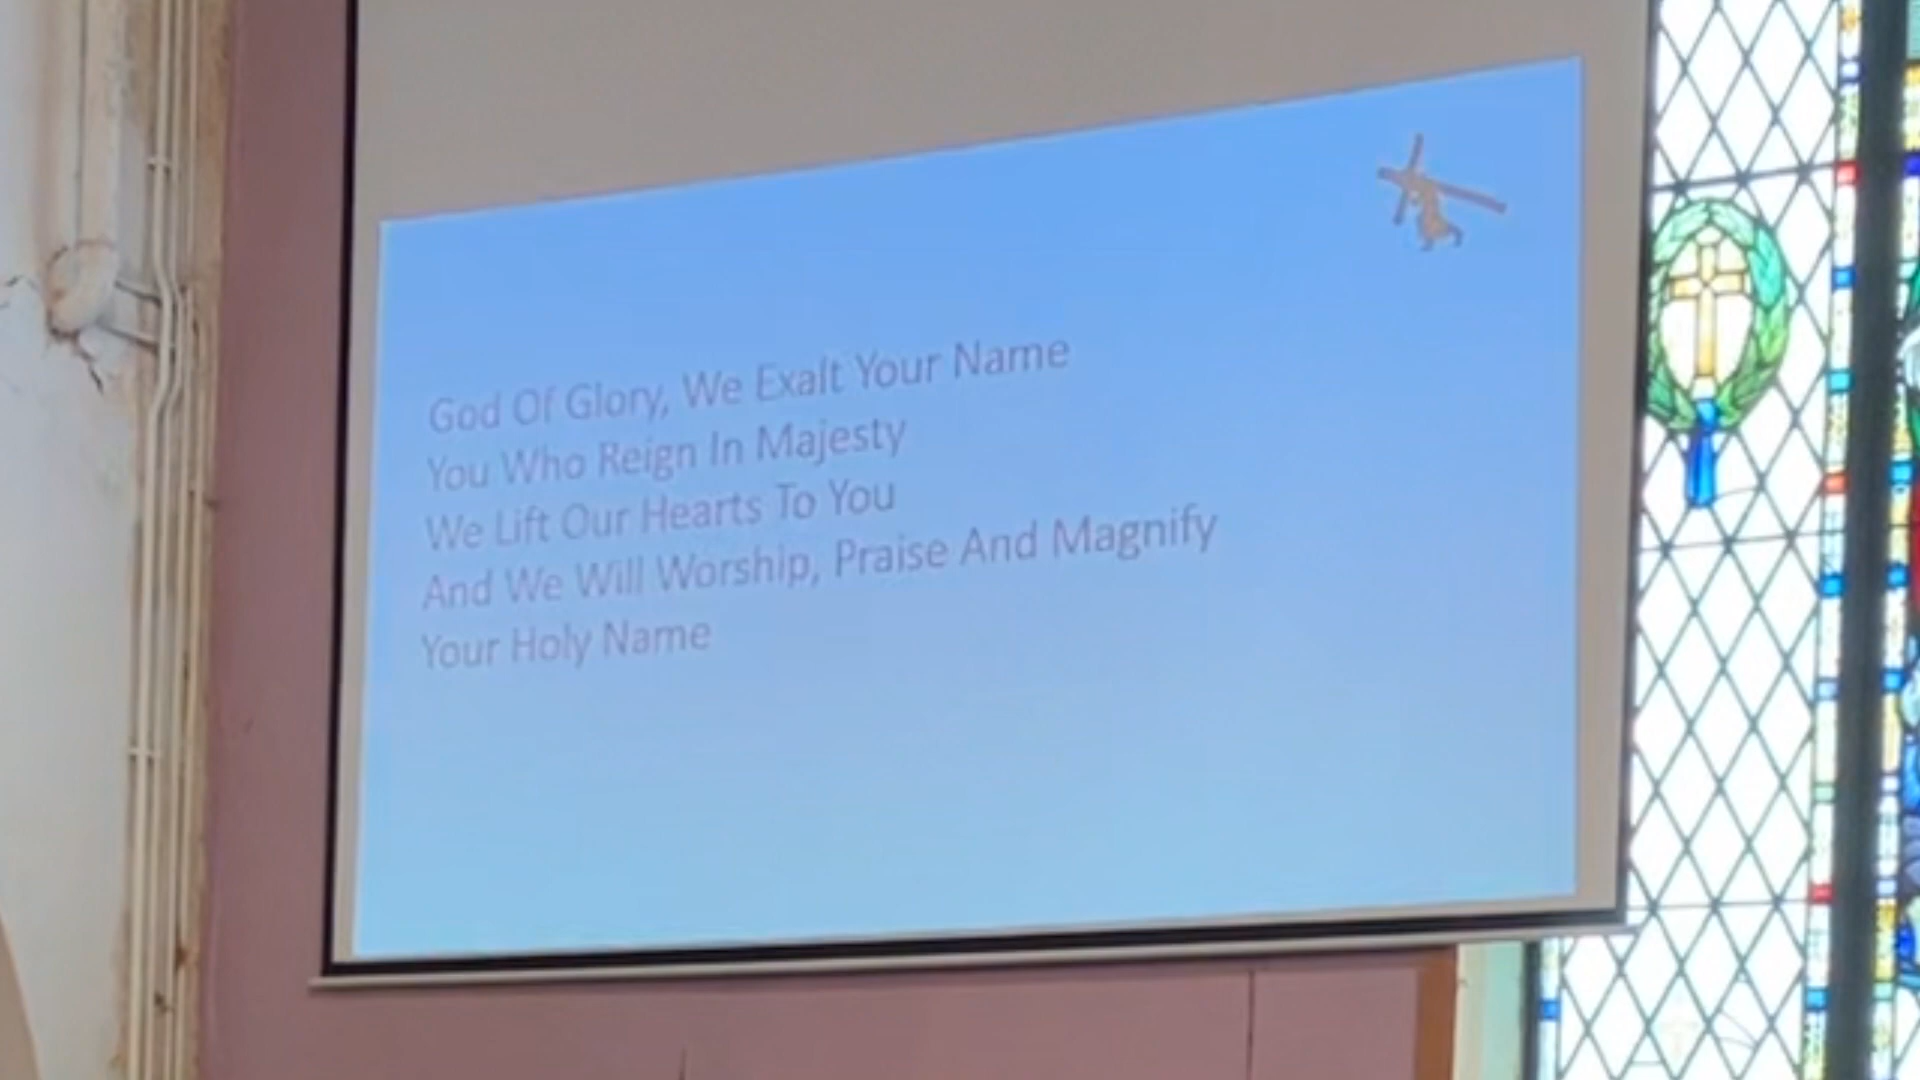 God Of Glory, We Exalt Your Name
You Who Reign In Majesty
We Lift Our Hearts To You
And We Will Worship, Praise And Magnify
Your Holy Name